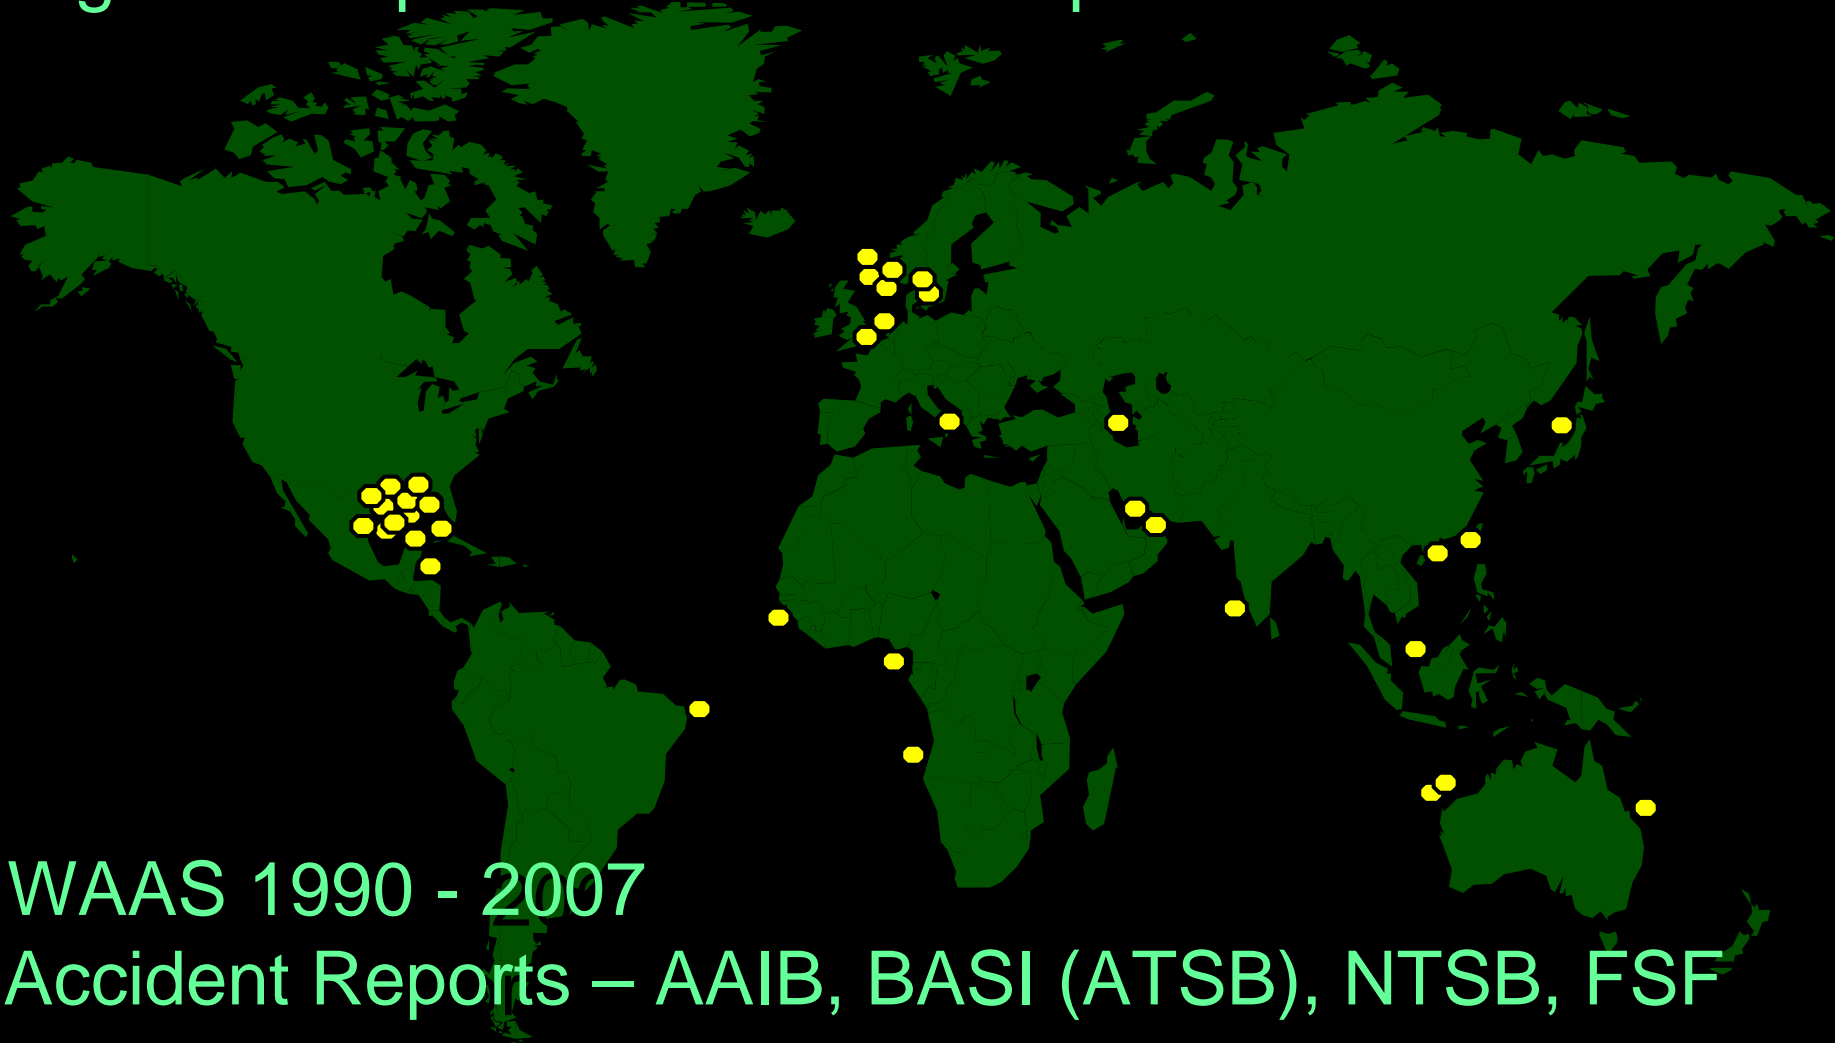 WAAS 1990 - 2007
Accident Reports – AAIB, BASI (ATSB), NTSB, FSF